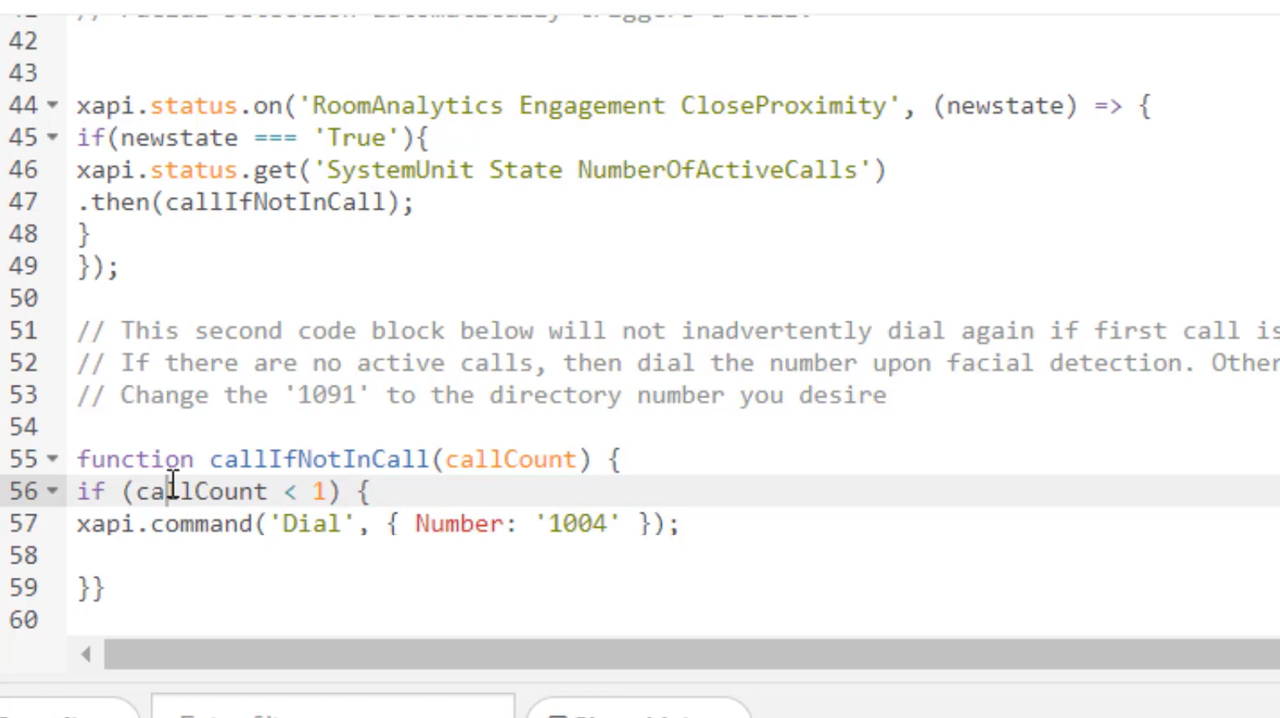 42
43
44 xapi.status.on('RoomAnalytics Engagement CloseProximity', (newstate) => {
45 if(newstate === 'True'){
46 xapi.status.get('SystemUnit State NumberOfActiveCalls')
47 .then(callIfNotInCall);
48 }
49 });
50
51 // This second code block below will not inadvertently dial again if first call is
52 // If there are no active calls, then dial the number upon facial detection.
53 // Change the '1091' to the directory number you desire
54
55 function callIfNotInCall(callCount) {
56 if (callCount < 1) {
57 xapi.command('Dial', { Number: '1004' });
58
59 }}
60